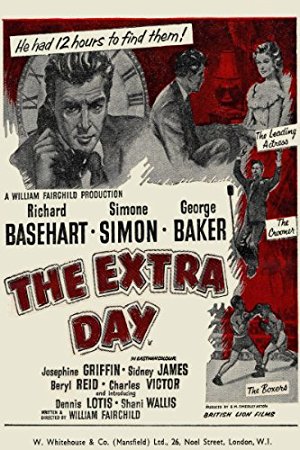 He had 12 hours to find them!
The Leading
Actress
A WILLIAM FAIRCHILD PRODUCTION
Richard Simone George
BASEHART · SIMON · BAKER
The
Crooner
THE EXTRA
DAY
IN EASTMANCOLOUR
Josephine GRIFFIN · Sidney JAMES
Beryl REID · Charles VICTOR
and introducing
Dennis LOTIS · Shani WALLIS
WRITTEN &
DIRECTED by WILLIAM FAIRCHILD
The Boxers
BRITISH LION FILMS
W. Whitehouse & Co. (Mansfield) Ltd., 26, Noel Street, London, W.1.